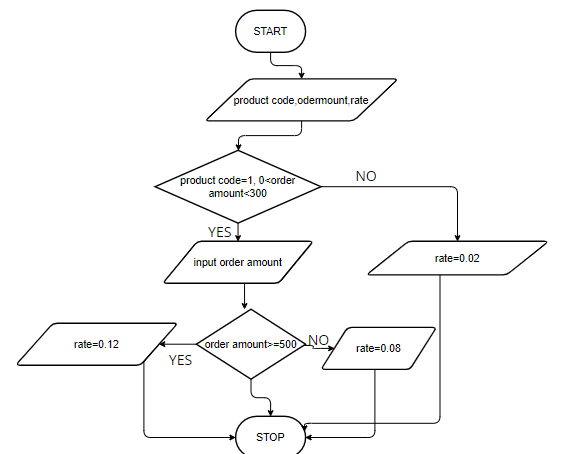 START
product code,odermount,rate
product code=1, 0<order
amount<300
NO
YES
input order amount
rate=0.02
order amount>=500
NO
rate=0.12
rate=0.08
YES
STOP